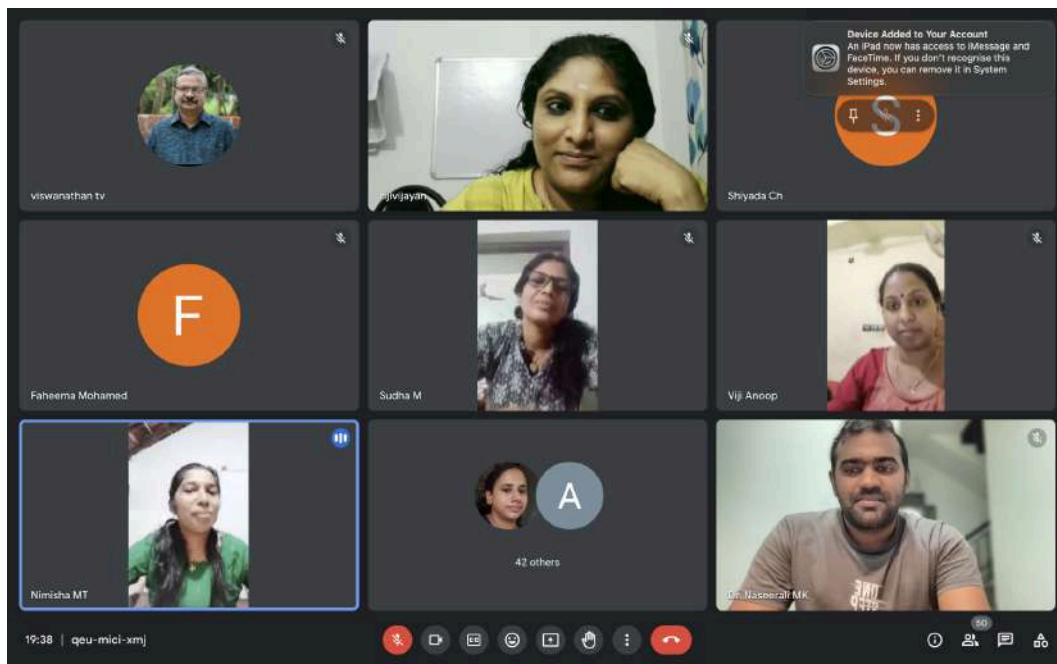 Device Added to Your Account
An iPad now has access to iMessage and
FaceTime. If you don't recognise this
device, you can remove it in System
Settings.
viswanathan tv
jivijayan
S
Shiyada Ch
F
Faheema Mohamed
Sudha M
Viji Anoop
Nimisha MT
A
42 others
Dr. Naseerali MK
19:38 | qeu-mici-xmj
CC
50